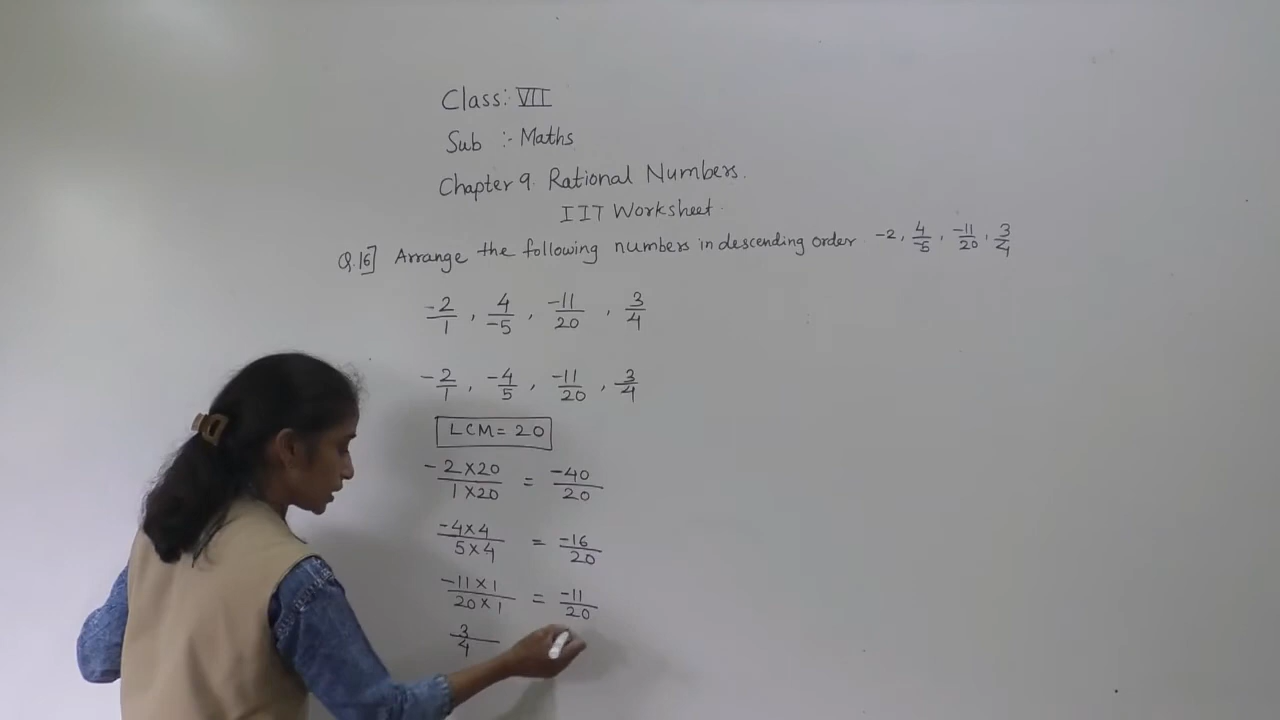 Class:- VII
Sub :- Maths
Chapter 9. Rational Numbers.
IIT Worksheet.
Q.16] Arrange the following numbers in descending order -2, 4/-5, -11/20, 3/4
-2/1, 4/-5, -11/20, 3/4
-2/1, -4/5, -11/20, 3/4
LCM = 20
-2×20/1×20 = -40/20
-4×4/5×4 = -16/20
-11×1/20×1 = -11/20
3/4